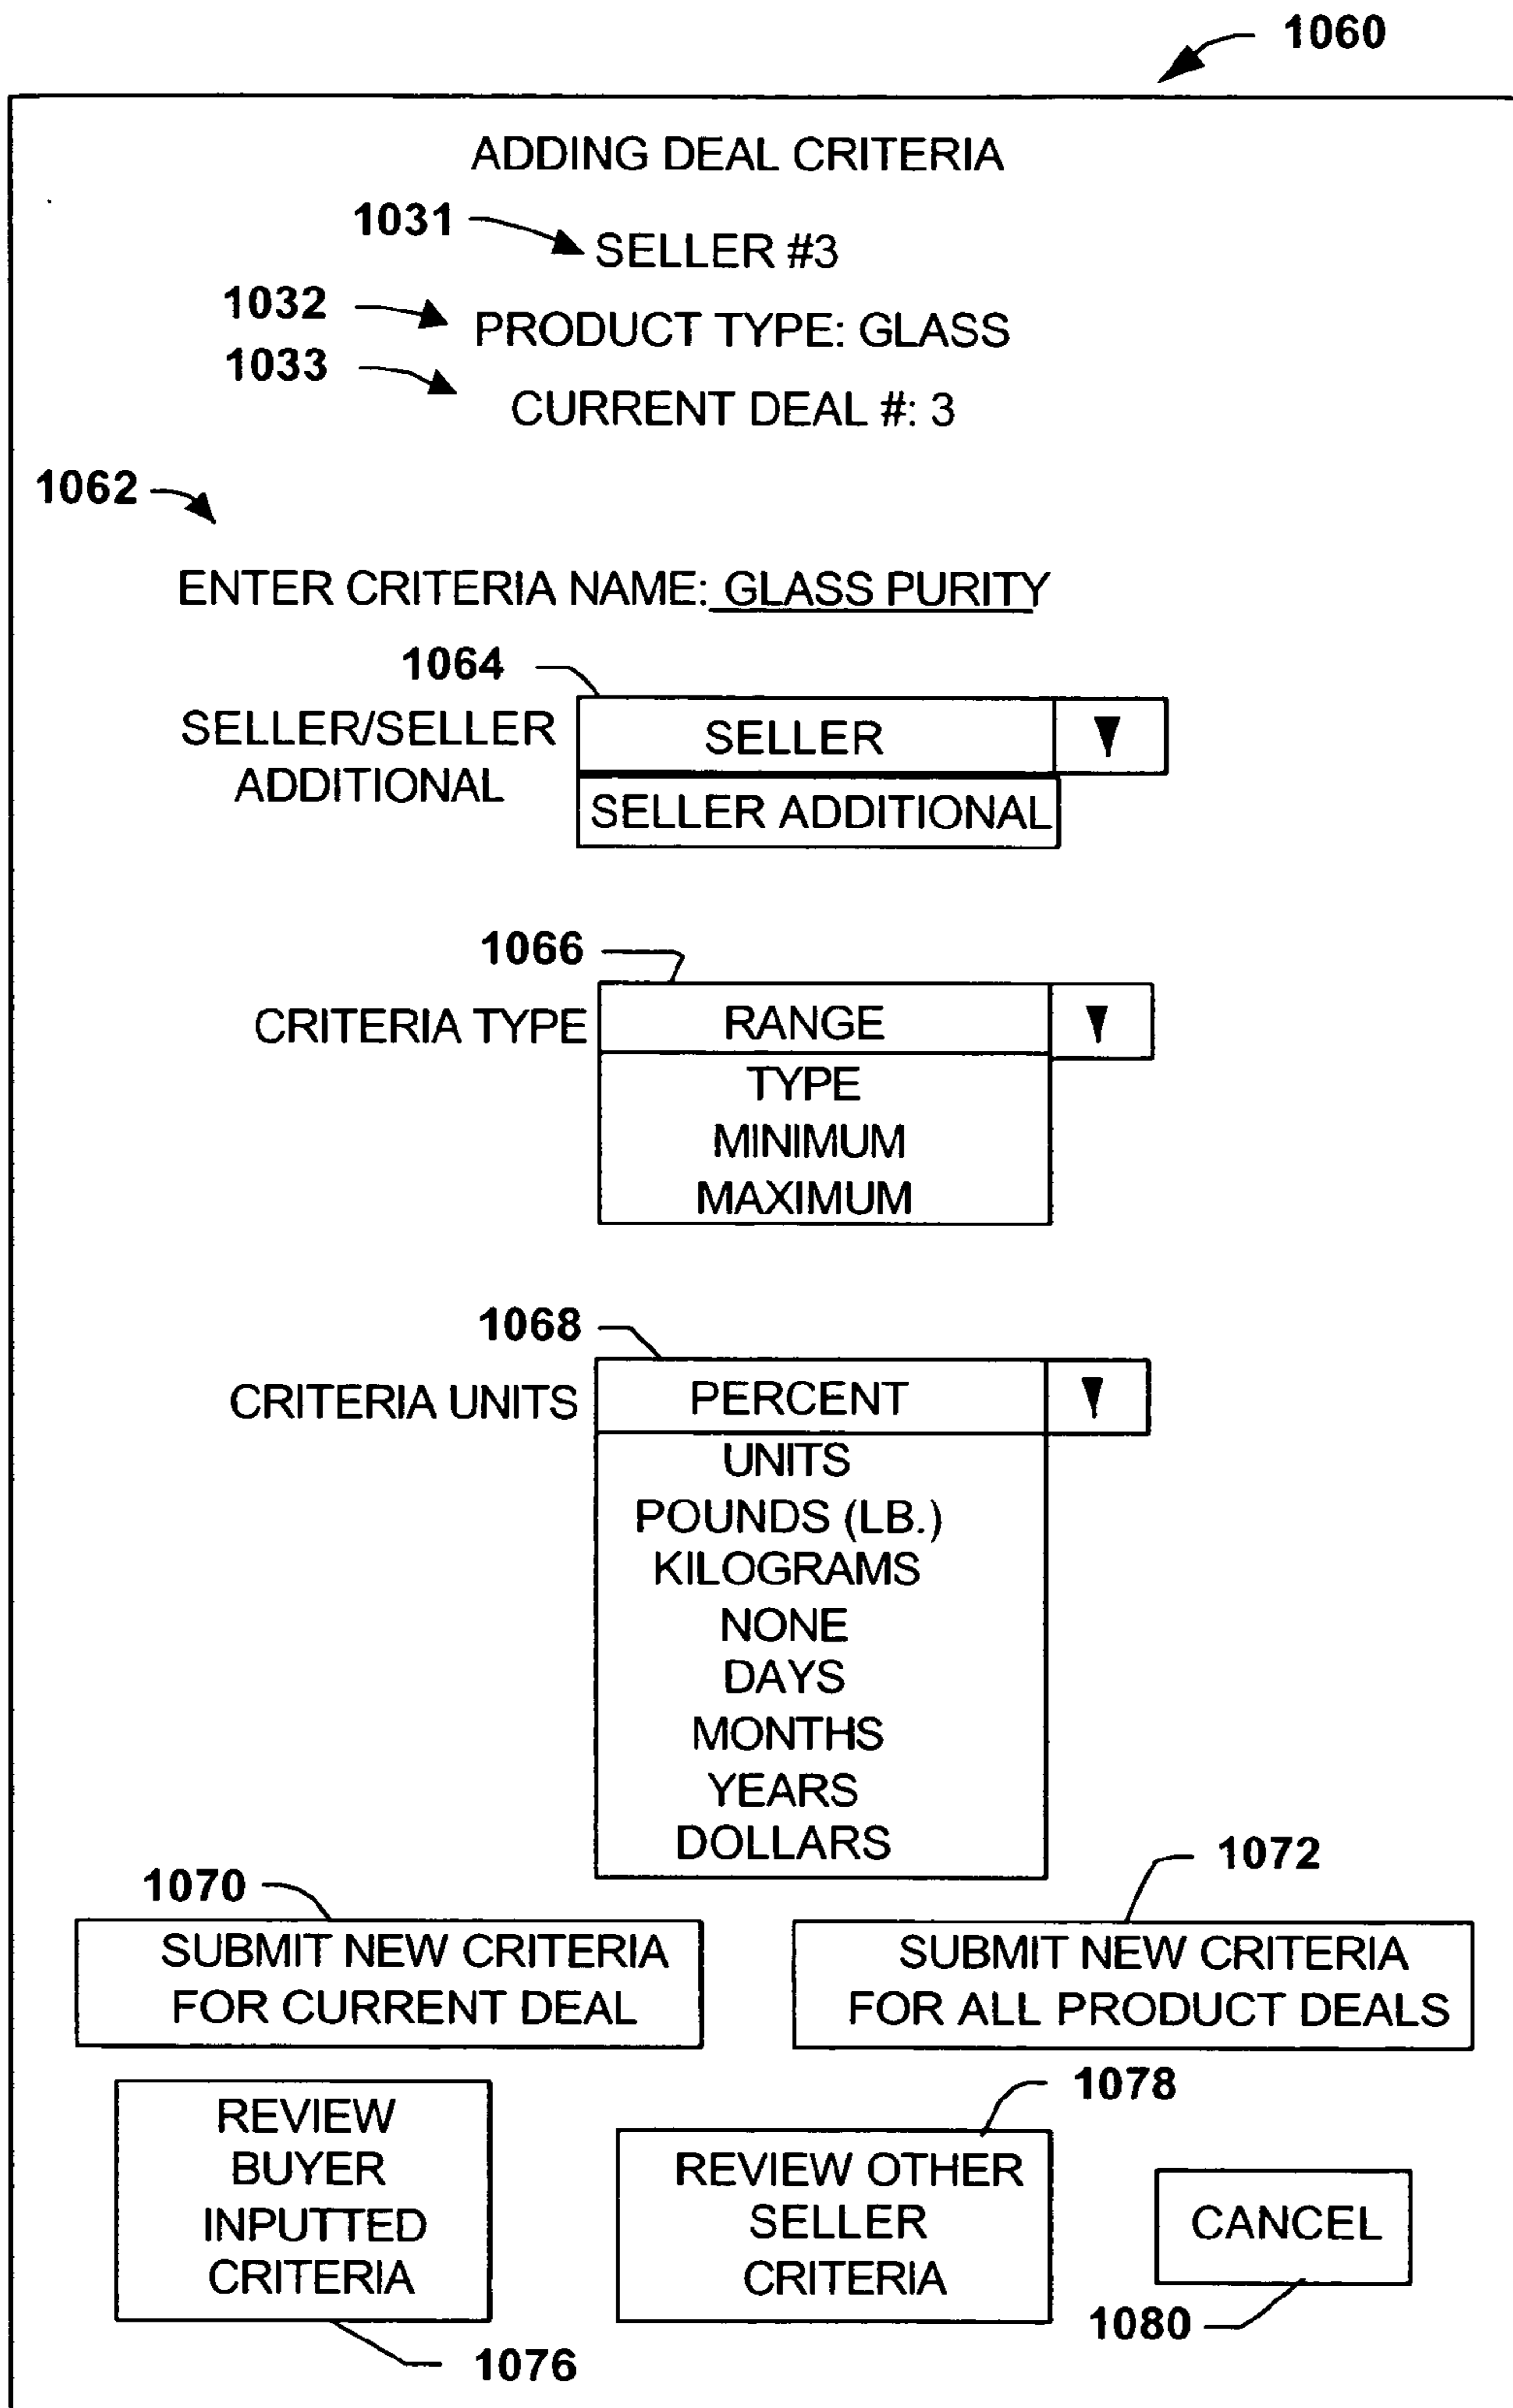 1060
ADDING DEAL CRITERIA
1031
SELLER #3
1032
PRODUCT TYPE: GLASS
1033
CURRENT DEAL #: 3
1062
ENTER CRITERIA NAME: GLASS PURITY
1064
SELLER/SELLER
ADDITIONAL
SELLER
SELLER ADDITIONAL
1066
CRITERIA TYPE
RANGE
TYPE
MINIMUM
MAXIMUM
1068
CRITERIA UNITS
PERCENT
UNITS
POUNDS (LB.)
KILOGRAMS
NONE
DAYS
MONTHS
YEARS
DOLLARS
1070
SUBMIT NEW CRITERIA
FOR CURRENT DEAL
1072
SUBMIT NEW CRITERIA
FOR ALL PRODUCT DEALS
REVIEW
BUYER
INPUTTED
CRITERIA
1076
1078
REVIEW OTHER
SELLER
CRITERIA
CANCEL
1080